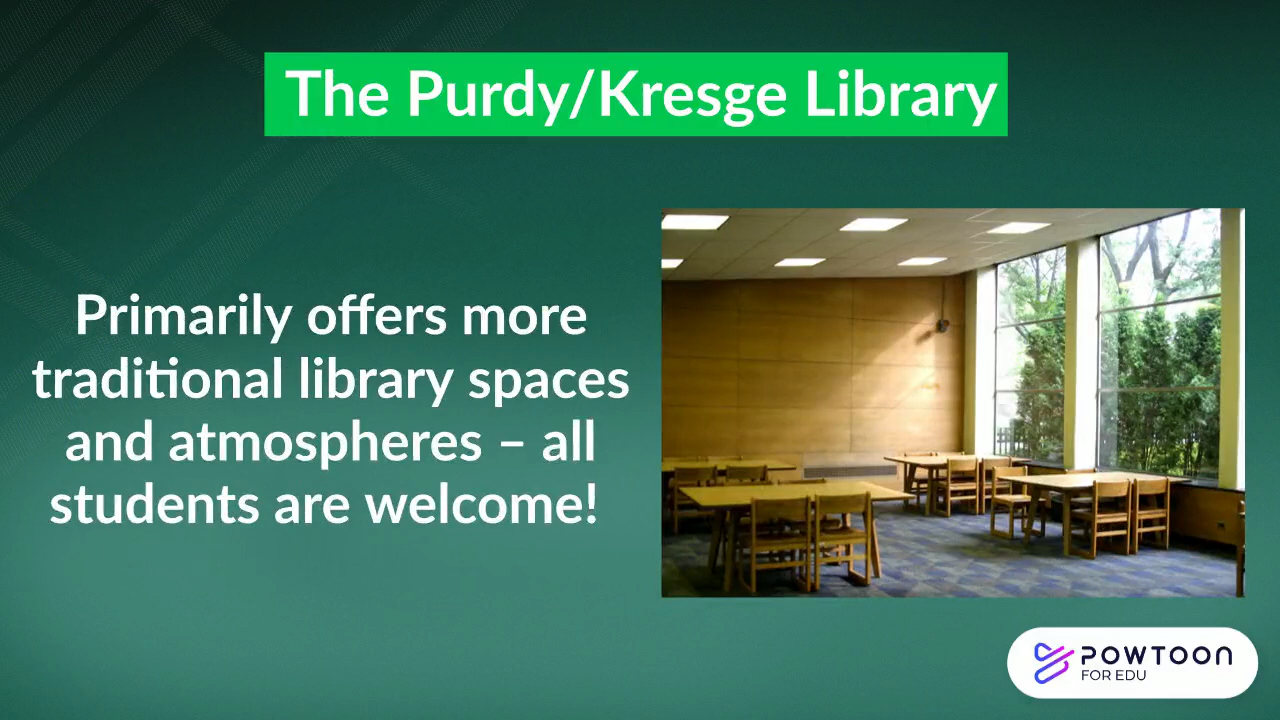 The Purdy/Kresge Library
Primarily offers more
traditional library spaces
and atmospheres – all
students are welcome!
POWTOON
FOR EDU